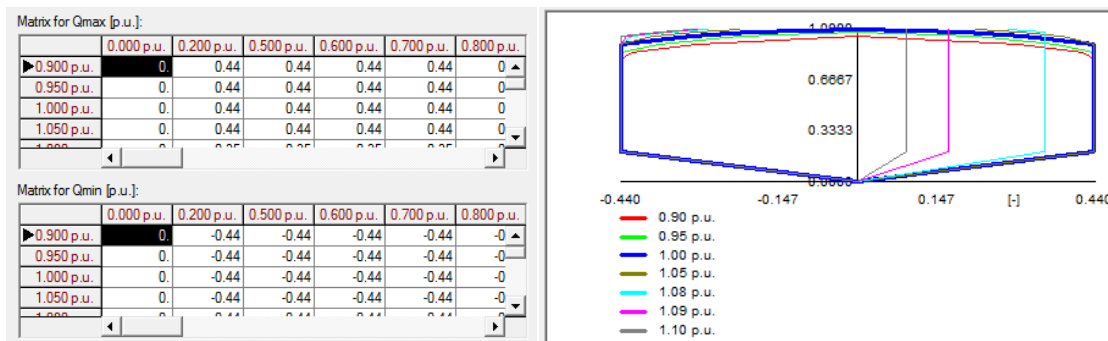 Matrix for Qmax [p.u.]:
0.000 p.u. 0.200 p.u. 0.500 p.u. 0.600 p.u. 0.700 p.u. 0.800 p.u.
0.900 p.u. 0. 0.44 0.44 0.44 0.44 0
0.950 p.u. 0. 0.44 0.44 0.44 0.44 0
1.000 p.u. 0. 0.44 0.44 0.44 0.44 0
1.050 p.u. 0. 0.44 0.44 0.44 0.44 0
Matrix for Qmin [p.u.]:
0.000 p.u. 0.200 p.u. 0.500 p.u. 0.600 p.u. 0.700 p.u. 0.800 p.u.
0.900 p.u. 0. -0.44 -0.44 -0.44 -0.44 -0
0.950 p.u. 0. -0.44 -0.44 -0.44 -0.44 -0
1.000 p.u. 0. -0.44 -0.44 -0.44 -0.44 -0
1.050 p.u. 0. -0.44 -0.44 -0.44 -0.44 -0
0.6667
0.3333
-0.440 -0.147 0.147 [-] 0.440
0.90 p.u.
0.95 p.u.
1.00 p.u.
1.05 p.u.
1.08 p.u.
1.09 p.u.
1.10 p.u.